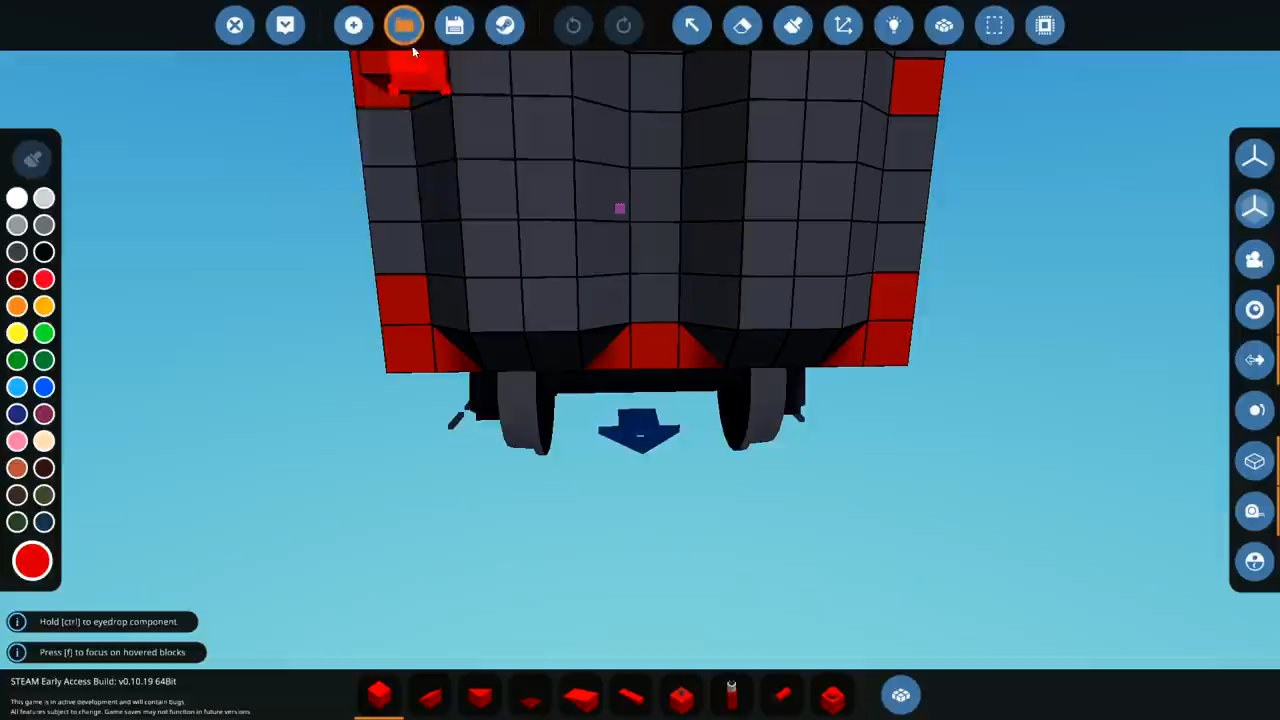 Hold [ctrl] to eyedrop component
Press [f] to focus on hovered blocks
STEAM Early Access Build: v0.10.19 64Bit
This game is in active development and will contain bugs
All features subject to change. Game saves may not function in future versions